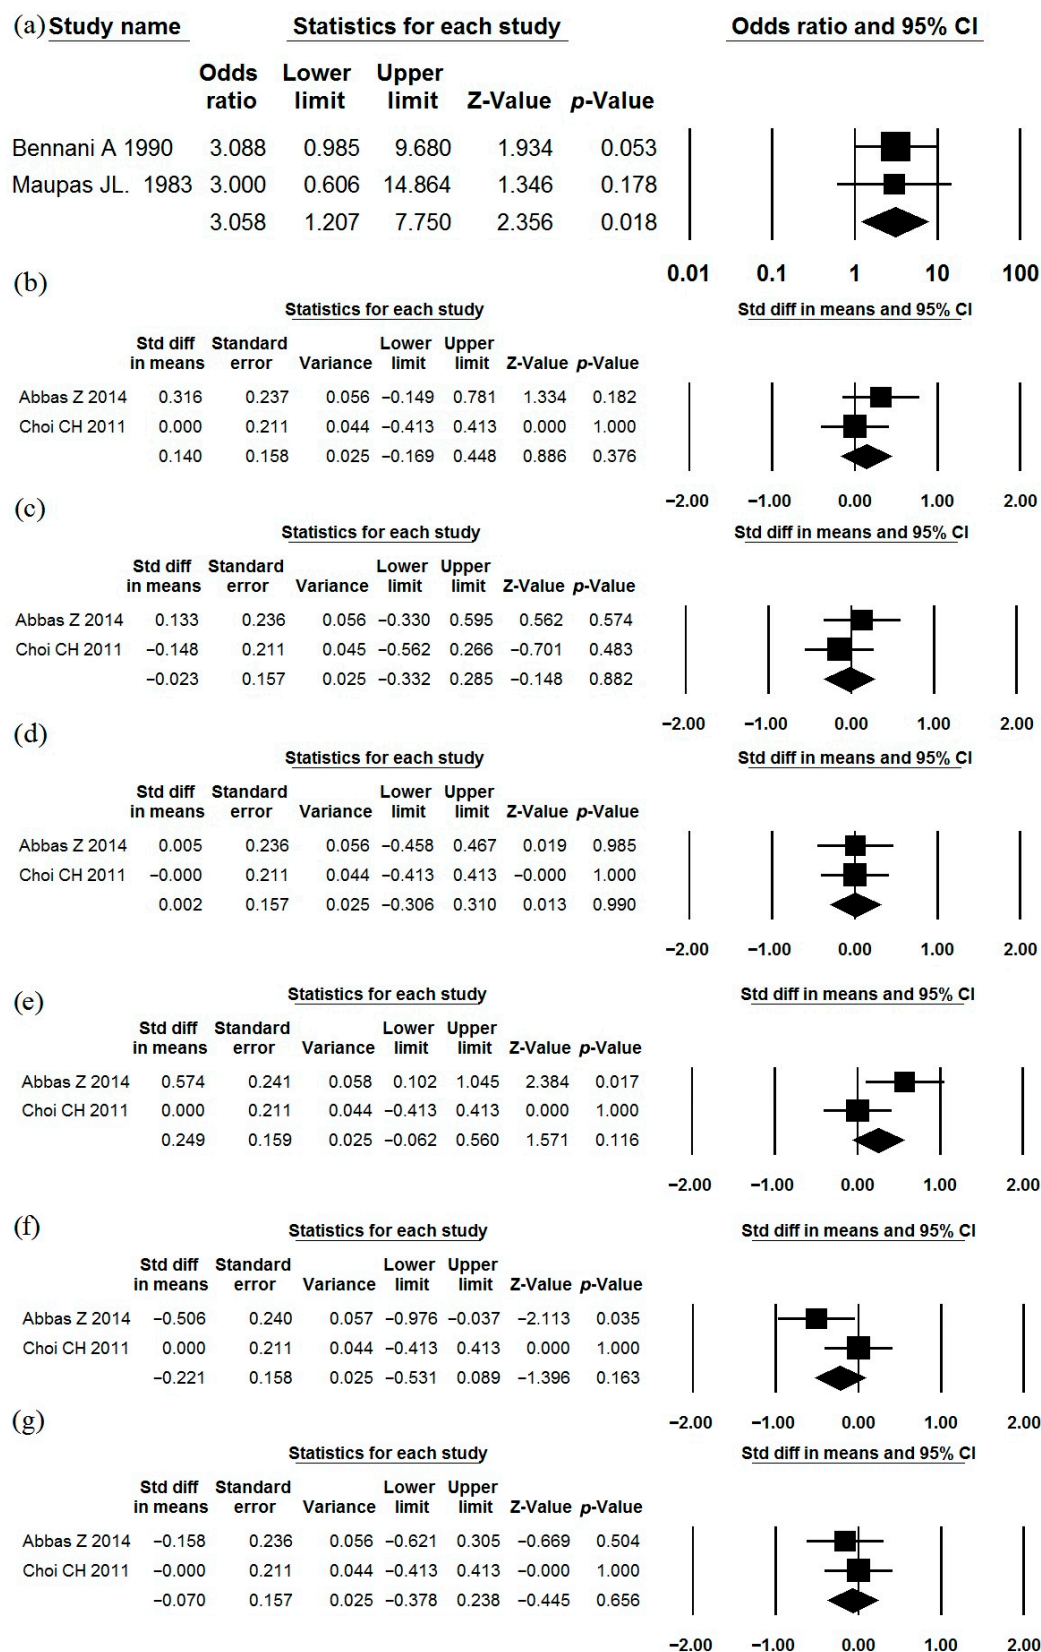 (a) Study name Statistics for each study Odds ratio and 95% CI
Odds Lower Upper
ratio limit limit Z-Value p-Value
Bennani A 1990 3.088 0.985 9.680 1.934 0.053
Maupas JL. 1983 3.000 0.606 14.864 1.346 0.178
3.058 1.207 7.750 2.356 0.018
0.01 0.1 1 10 100
(b)
Statistics for each study Std diff in means and 95% CI
Std diff Standard Lower Upper
in means error Variance limit limit Z-Value p-Value
Abbas Z 2014 0.316 0.237 0.056 −0.149 0.781 1.334 0.182
Choi CH 2011 0.000 0.211 0.044 −0.413 0.413 0.000 1.000
0.140 0.158 0.025 −0.169 0.448 0.886 0.376
−2.00 −1.00 0.00 1.00 2.00
(c)
Statistics for each study Std diff in means and 95% CI
Std diff Standard Lower Upper
in means error Variance limit limit Z-Value p-Value
Abbas Z 2014 0.133 0.236 0.056 −0.330 0.595 0.562 0.574
Choi CH 2011 −0.148 0.211 0.045 −0.562 0.266 −0.701 0.483
−0.023 0.157 0.025 −0.332 0.285 −0.148 0.882
−2.00 −1.00 0.00 1.00 2.00
(d)
Statistics for each study Std diff in means and 95% CI
Std diff Standard Lower Upper
in means error Variance limit limit Z-Value p-Value
Abbas Z 2014 0.005 0.236 0.056 −0.458 0.467 0.019 0.985
Choi CH 2011 −0.000 0.211 0.044 −0.413 0.413 −0.000 1.000
0.002 0.157 0.025 −0.306 0.310 0.013 0.990
−2.00 −1.00 0.00 1.00 2.00
(e)
Statistics for each study Std diff in means and 95% CI
Std diff Standard Lower Upper
in means error Variance limit limit Z-Value p-Value
Abbas Z 2014 0.574 0.241 0.058 0.102 1.045 2.384 0.017
Choi CH 2011 0.000 0.211 0.044 −0.413 0.413 0.000 1.000
0.249 0.159 0.025 −0.062 0.560 1.571 0.116
−2.00 −1.00 0.00 1.00 2.00
(f)
Statistics for each study Std diff in means and 95% CI
Std diff Standard Lower Upper
in means error Variance limit limit Z-Value p-Value
Abbas Z 2014 −0.506 0.240 0.057 −0.976 −0.037 −2.113 0.035
Choi CH 2011 0.000 0.211 0.044 −0.413 0.413 0.000 1.000
−0.221 0.158 0.025 −0.531 0.089 −1.396 0.163
−2.00 −1.00 0.00 1.00 2.00
(g)
Statistics for each study Std diff in means and 95% CI
Std diff Standard Lower Upper
in means error Variance limit limit Z-Value p-Value
Abbas Z 2014 −0.158 0.236 0.056 −0.621 0.305 −0.669 0.504
Choi CH 2011 −0.000 0.211 0.044 −0.413 0.413 −0.000 1.000
−0.070 0.157 0.025 −0.378 0.238 −0.445 0.656
−2.00 −1.00 0.00 1.00 2.00